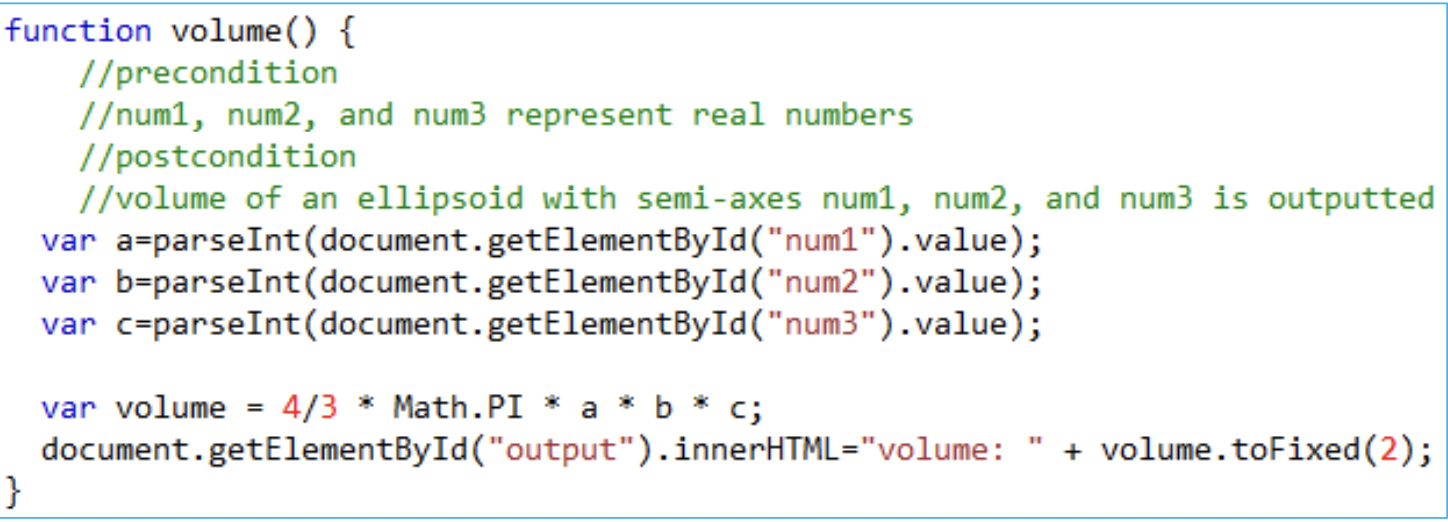 function volume() {
//precondition
//num1, num2, and num3 represent real numbers
//postcondition
//volume of an ellipsoid with semi-axes num1, num2, and num3 is outputted
var a=parseInt(document.getElementById("num1").value);
var b=parseInt(document.getElementById("num2").value);
var c=parseInt(document.getElementById("num3").value);
var volume = 4/3 * Math.PI * a * b * c;
document.getElementById("output").innerHTML="volume: " + volume.toFixed(2);
}